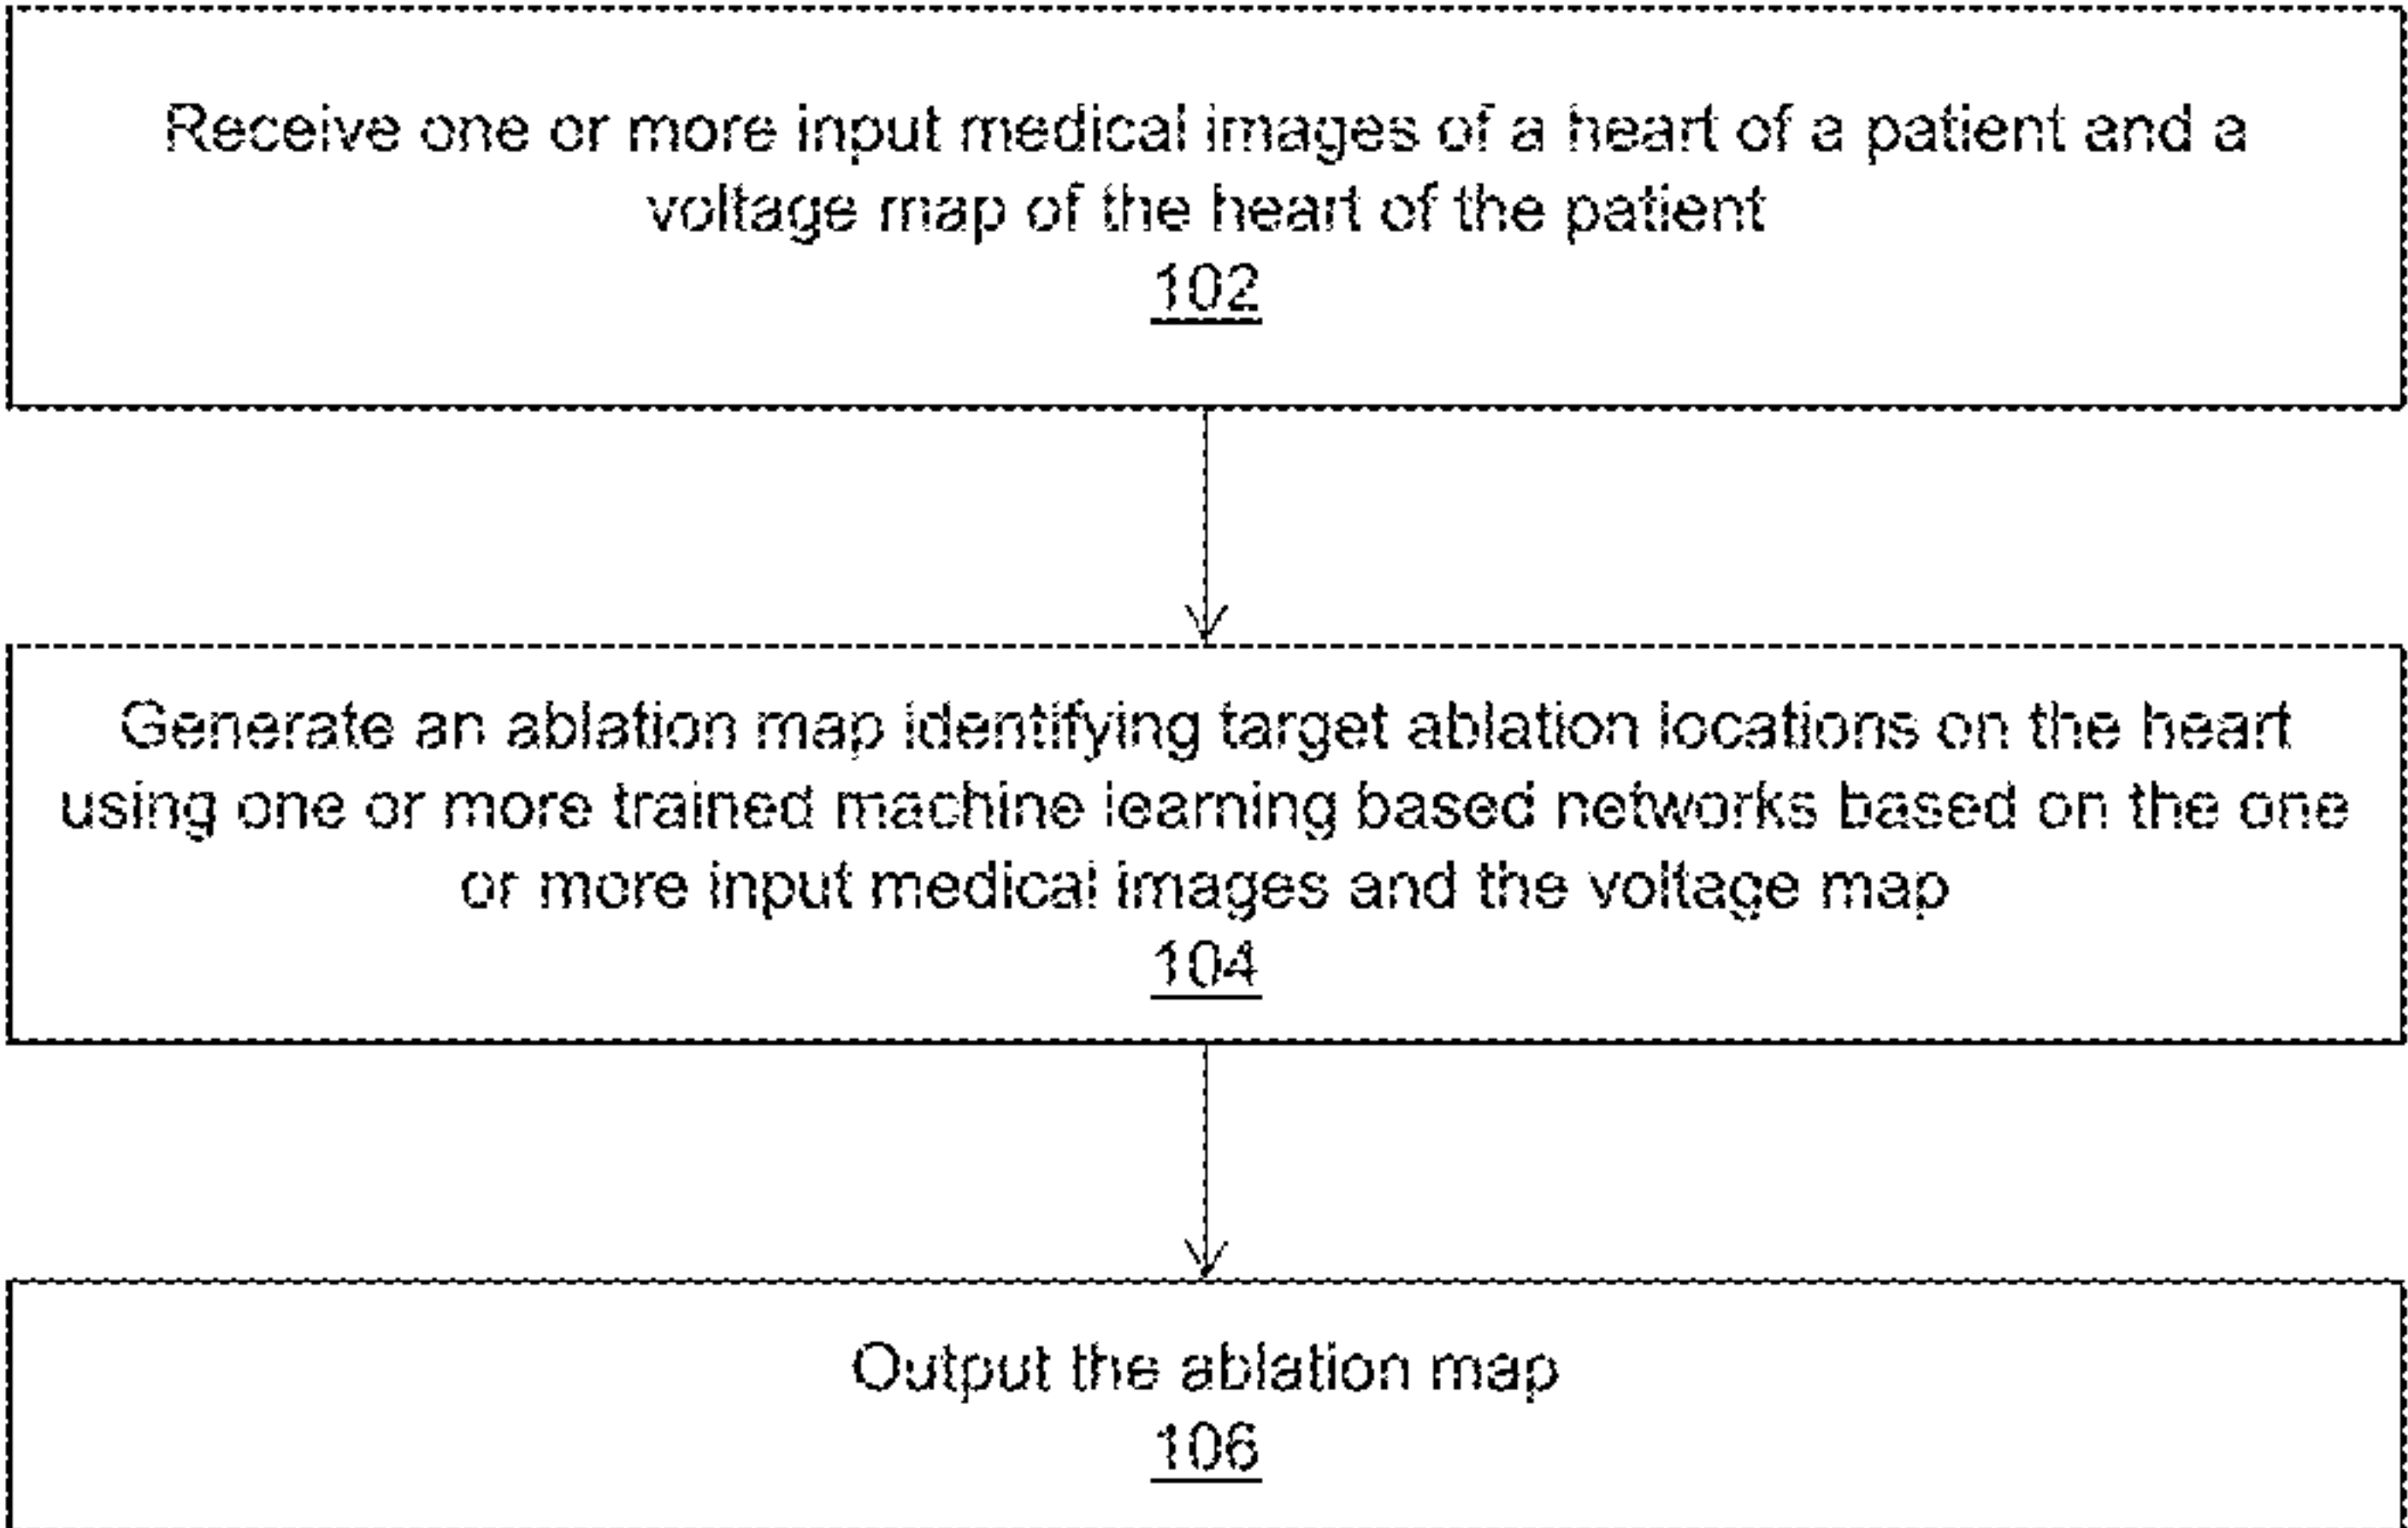 Receive one or more input medical images of a heart of a patient and a
voltage map of the heart of the patient
102
Generate an ablation map identifying target ablation locations on the heart
using one or more trained machine learning based networks based on the one
or more input medical images and the voltage map
104
Output the ablation map
106